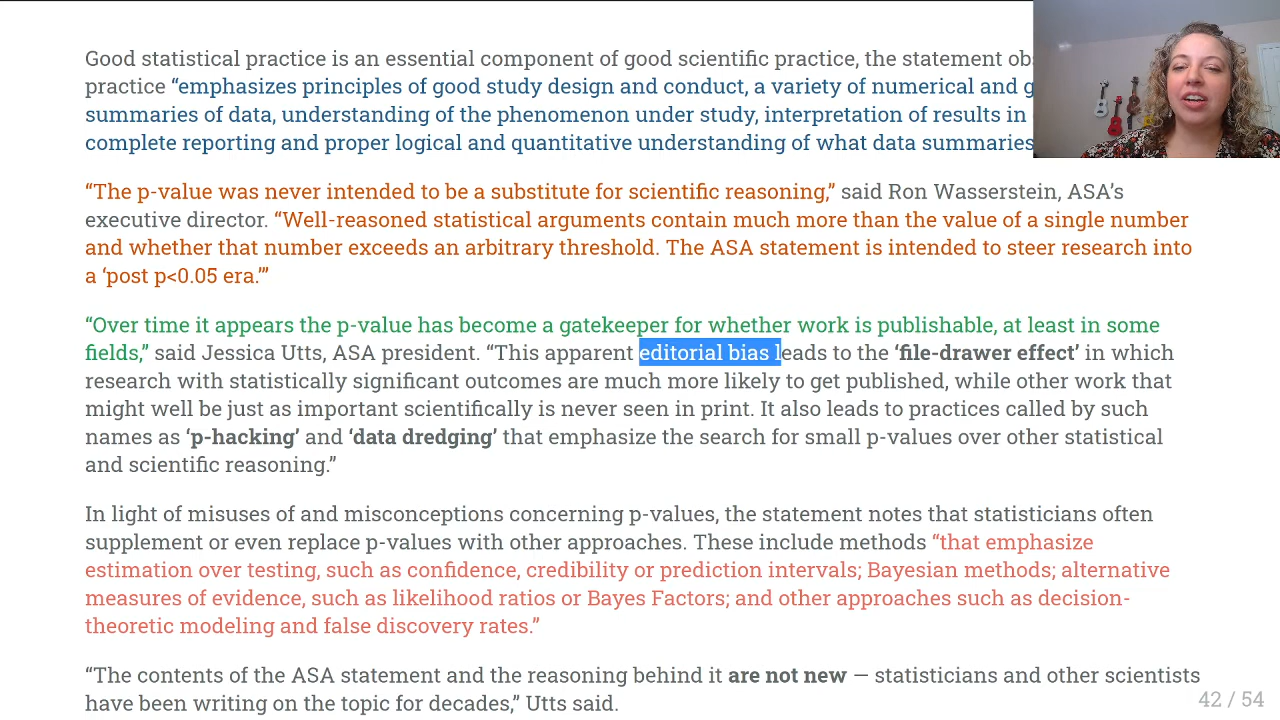 Good statistical practice is an essential component of good scientific practice, the statement
practice “emphasizes principles of good study design and conduct, a variety of numerical and
summaries of data, understanding of the phenomenon under study, interpretation of results in
complete reporting and proper logical and quantitative understanding of what data summaries
“The p-value was never intended to be a substitute for scientific reasoning,” said Ron Wasserstein, ASA’s
executive director. “Well-reasoned statistical arguments contain much more than the value of a single number
and whether that number exceeds an arbitrary threshold. The ASA statement is intended to steer research into
a ‘post p<0.05 era.’”
“Over time it appears the p-value has become a gatekeeper for whether work is publishable, at least in some
fields,” said Jessica Utts, ASA president. “This apparent editorial bias leads to the ‘file-drawer effect’ in which
research with statistically significant outcomes are much more likely to get published, while other work that
might well be just as important scientifically is never seen in print. It also leads to practices called by such
names as ‘p-hacking’ and ‘data dredging’ that emphasize the search for small p-values over other statistical
and scientific reasoning.”
In light of misuses of and misconceptions concerning p-values, the statement notes that statisticians often
supplement or even replace p-values with other approaches. These include methods “that emphasize
estimation over testing, such as confidence, credibility or prediction intervals; Bayesian methods; alternative
measures of evidence, such as likelihood ratios or Bayes Factors; and other approaches such as decision-
theoretic modeling and false discovery rates.”
“The contents of the ASA statement and the reasoning behind it are not new — statisticians and other scientists
have been writing on the topic for decades,” Utts said.
42 / 54